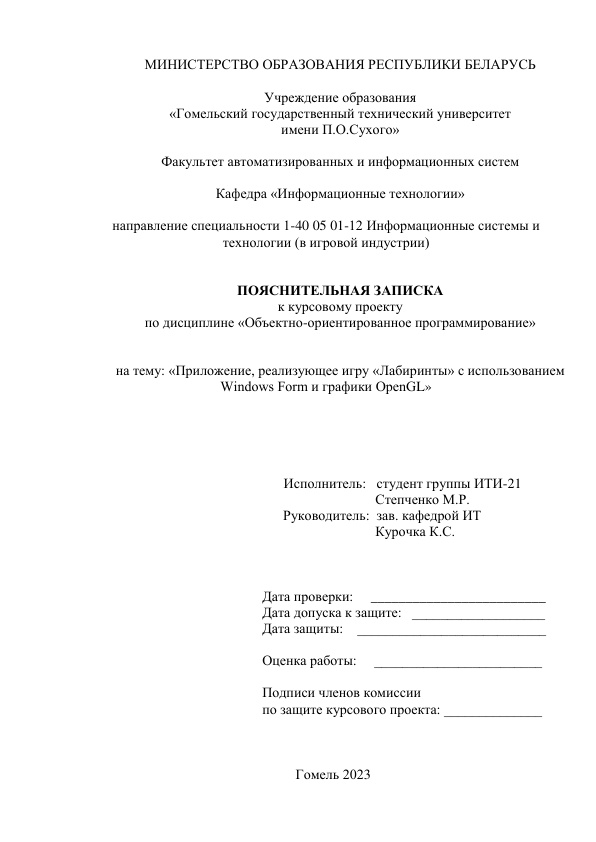 МИНИСТЕРСТВО ОБРАЗОВАНИЯ РЕСПУБЛИКИ БЕЛАРУСЬ
Учреждение образования
«Гомельский государственный технический университет
имени П.О.Сухого»
Факультет автоматизированных и информационных систем
Кафедра «Информационные технологии»
направление специальности 1-40 05 01-12 Информационные системы и
технологии (в игровой индустрии)
ПОЯСНИТЕЛЬНАЯ ЗАПИСКА
к курсовому проекту
по дисциплине «Объектно-ориентированное программирование»
на тему: «Приложение, реализующее игру «Лабиринты» с использованием
Windows Form и графики OpenGL»
Исполнитель: студент группы ИТИ-21
Степченко М.Р.
Руководитель: зав. кафедрой ИТ
Курочка К.С.
Дата проверки: _________________________
Дата допуска к защите: ___________________
Дата защиты: ___________________________
Оценка работы: ________________________
Подписи членов комиссии
по защите курсового проекта: ______________
Гомель 2023